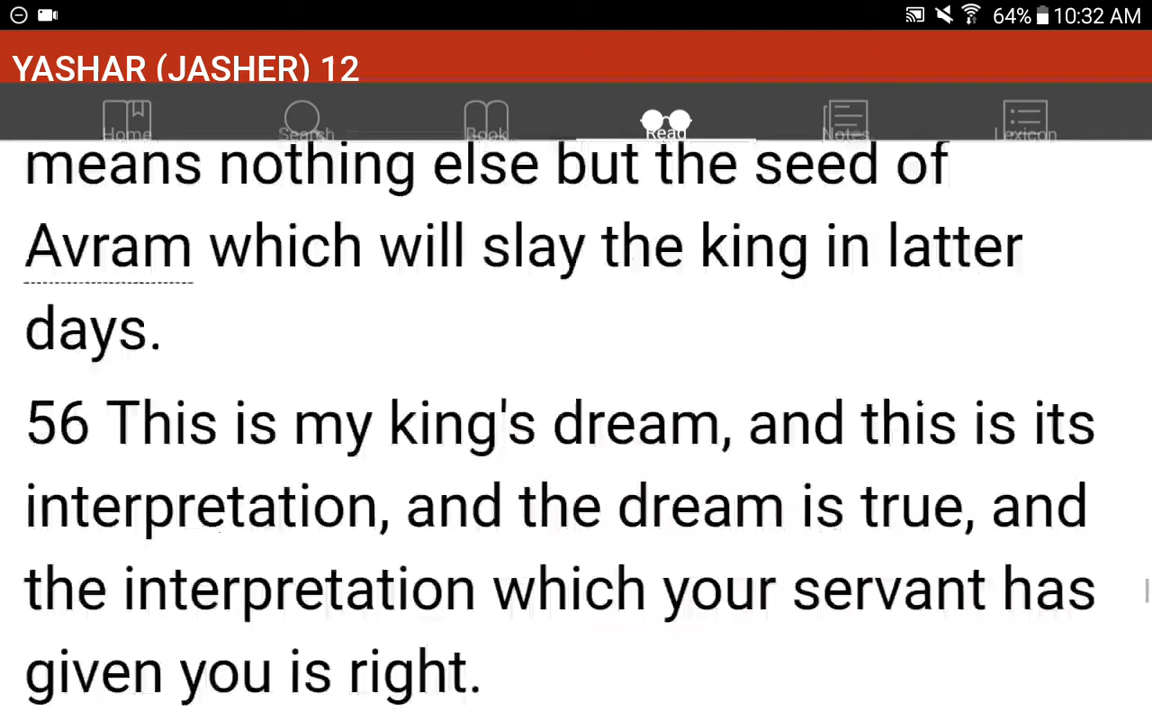 64% 10:32 AM
YASHAR (JASHER) 12
Home Search Book Read Notes Lexicon
means nothing else but the seed of
Avram which will slay the king in latter
days.
56 This is my king's dream, and this is its
interpretation, and the dream is true, and
the interpretation which your servant has
given you is right.